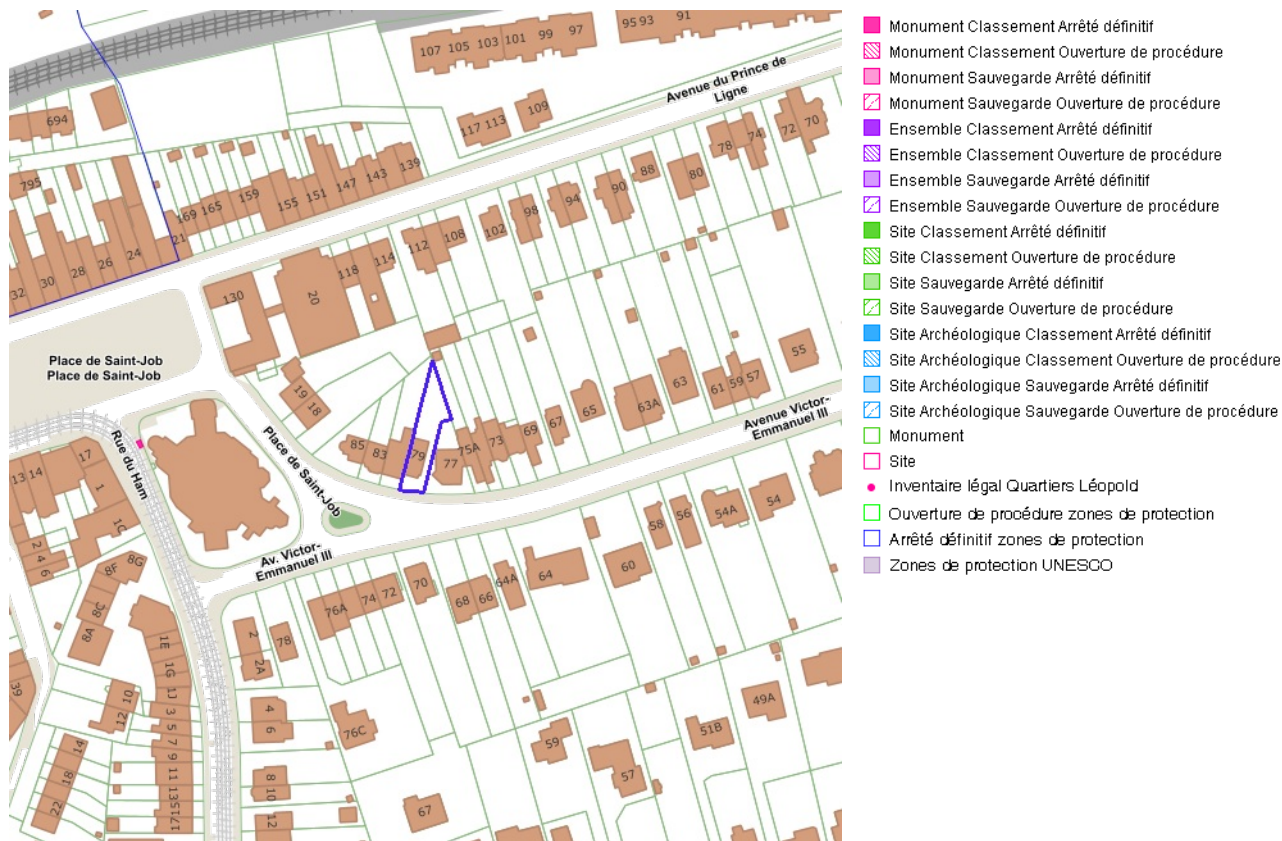 95 93 91
107 105 103 101 99 97
Avenue du Prince de
Ligne
694
117 113
109
78
74
72
70
795
139
143
147
151
155
159
165
169
21
88
80
90
94
98
102
108
112
114
118
20
130
24
26
28
30
32
Place de Saint-Job
Place de Saint-Job
19
18
55
57
59
61
63
63A
65
67
69
73
75A
77
79
83
85
Avenue Victor-
Emmanuel III
Place de Saint-Job
Rue du Ham
17
13 14
1
1C
2
4
6
8F
8G
8C
8A
Av. Victor-
Emmanuel III
54
54A
56
58
60
64
64A
66
68
70
72
74
76A
78
2
2A
1E
1G
1J
3
5
7
9
11
13
15
17
39
10
12
14
18
22
4
6
8
10
12
76C
59
57
51B
49A
67
Monument Classement Arrêté définitif
Monument Classement Ouverture de procédure
Monument Sauvegarde Arrêté définitif
Monument Sauvegarde Ouverture de procédure
Ensemble Classement Arrêté définitif
Ensemble Classement Ouverture de procédure
Ensemble Sauvegarde Arrêté définitif
Ensemble Sauvegarde Ouverture de procédure
Site Classement Arrêté définitif
Site Classement Ouverture de procédure
Site Sauvegarde Arrêté définitif
Site Sauvegarde Ouverture de procédure
Site Archéologique Classement Arrêté définitif
Site Archéologique Classement Ouverture de procédure
Site Archéologique Sauvegarde Arrêté définitif
Site Archéologique Sauvegarde Ouverture de procédure
Monument
Site
Inventaire légal Quartiers Léopold
Ouverture de procédure zones de protection
Arrêté définitif zones de protection
Zones de protection UNESCO